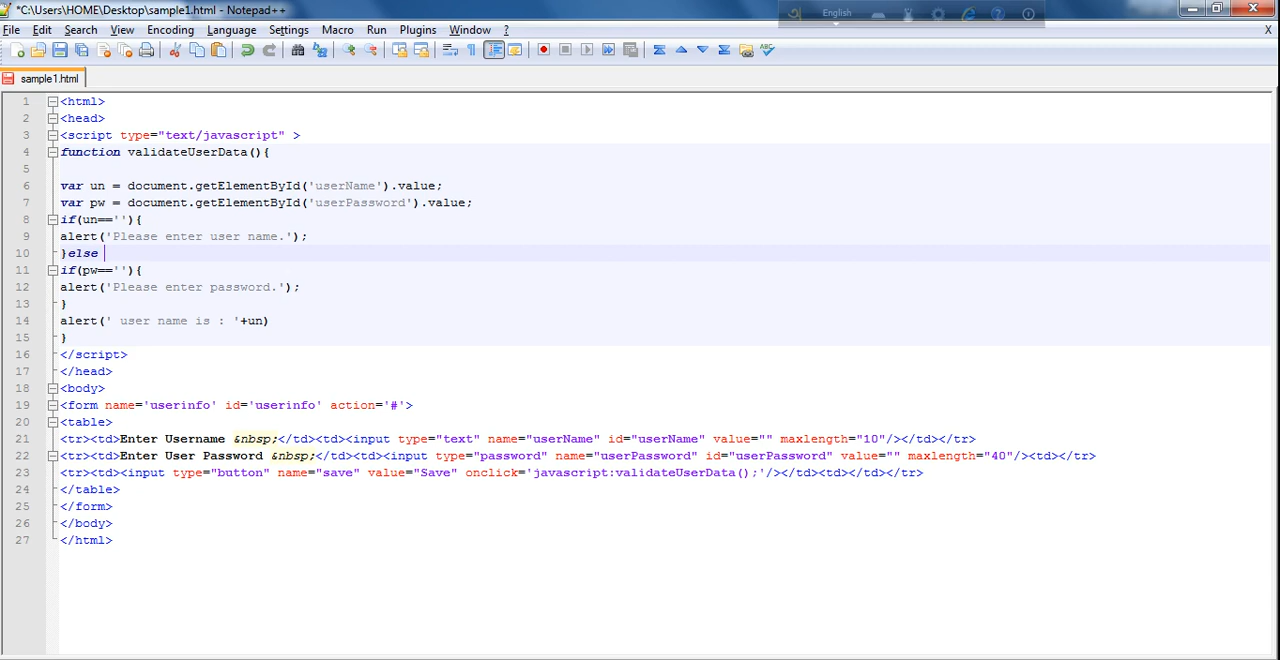 *C:\Users\HOME\Desktop\sample1.html - Notepad++
English
File Edit Search View Encoding Language Settings Macro Run Plugins Window ? X
sample1.html
1 <html>
2 <head>
3 <script type="text/javascript" >
4 function validateUserData(){
5
6 var un = document.getElementById('userName').value;
7 var pw = document.getElementById('userPassword').value;
8 if(un==''){
9 alert('Please enter user name.');
10 }else
11 if(pw==''){
12 alert('Please enter password.');
13 }
14 alert(' user name is : '+un)
15 }
16 </script>
17 </head>
18 <body>
19 <form name='userinfo' id='userinfo' action='#'>
20 <table>
21 <tr><td>Enter Username &nbsp;</td><td><input type="text" name="userName" id="userName" value="" maxlength="10"/></td></tr>
22 <tr><td>Enter User Password &nbsp;</td><td><input type="password" name="userPassword" id="userPassword" value="" maxlength="40"/><td></tr>
23 <tr><td><input type="button" name="save" value="Save" onclick='javascript:validateUserData();'/></td><td></td></tr>
24 </table>
25 </form>
26 </body>
27 </html>